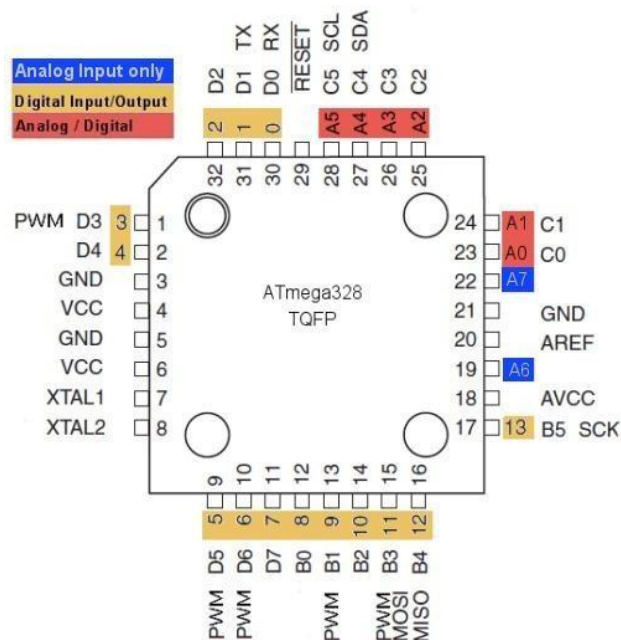 Analog Input only
Digital Input/Output
Analog / Digital
D2
D1 TX
D0 RX
RESET
C5 SCL
C4 SDA
C3
C2
2
1
0
A5
A4
A3
A2
32
31
30
29
28
27
26
25
PWM D3 3 1
D4 4 2
GND 3
VCC 4
GND 5
VCC 6
XTAL1 7
XTAL2 8
ATmega328
TQFP
24 A1 C1
23 A0 C0
22 A7
21 GND
20 AREF
19 A6
18 AVCC
17 13 B5 SCK
9
10
11
12
13
14
15
16
5
6
7
8
9
10
11
12
D5
D6
D7
B0
B1
B2
B3
B4
PWM
PWM
PWM
PWM
MOSI
MISO